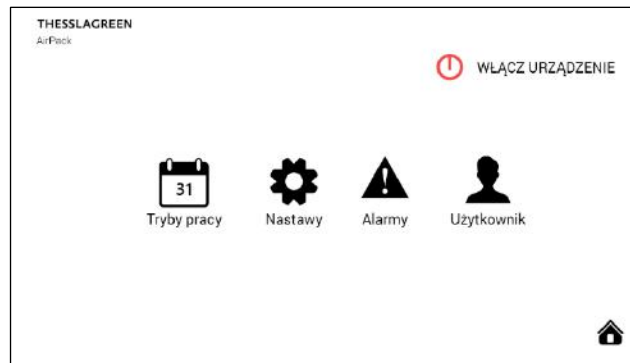 THESSLAGREEN
AirPack
WŁĄCZ URZĄDZENIE
31
Tryby pracy
Nastawy
Alarmy
Użytkownik